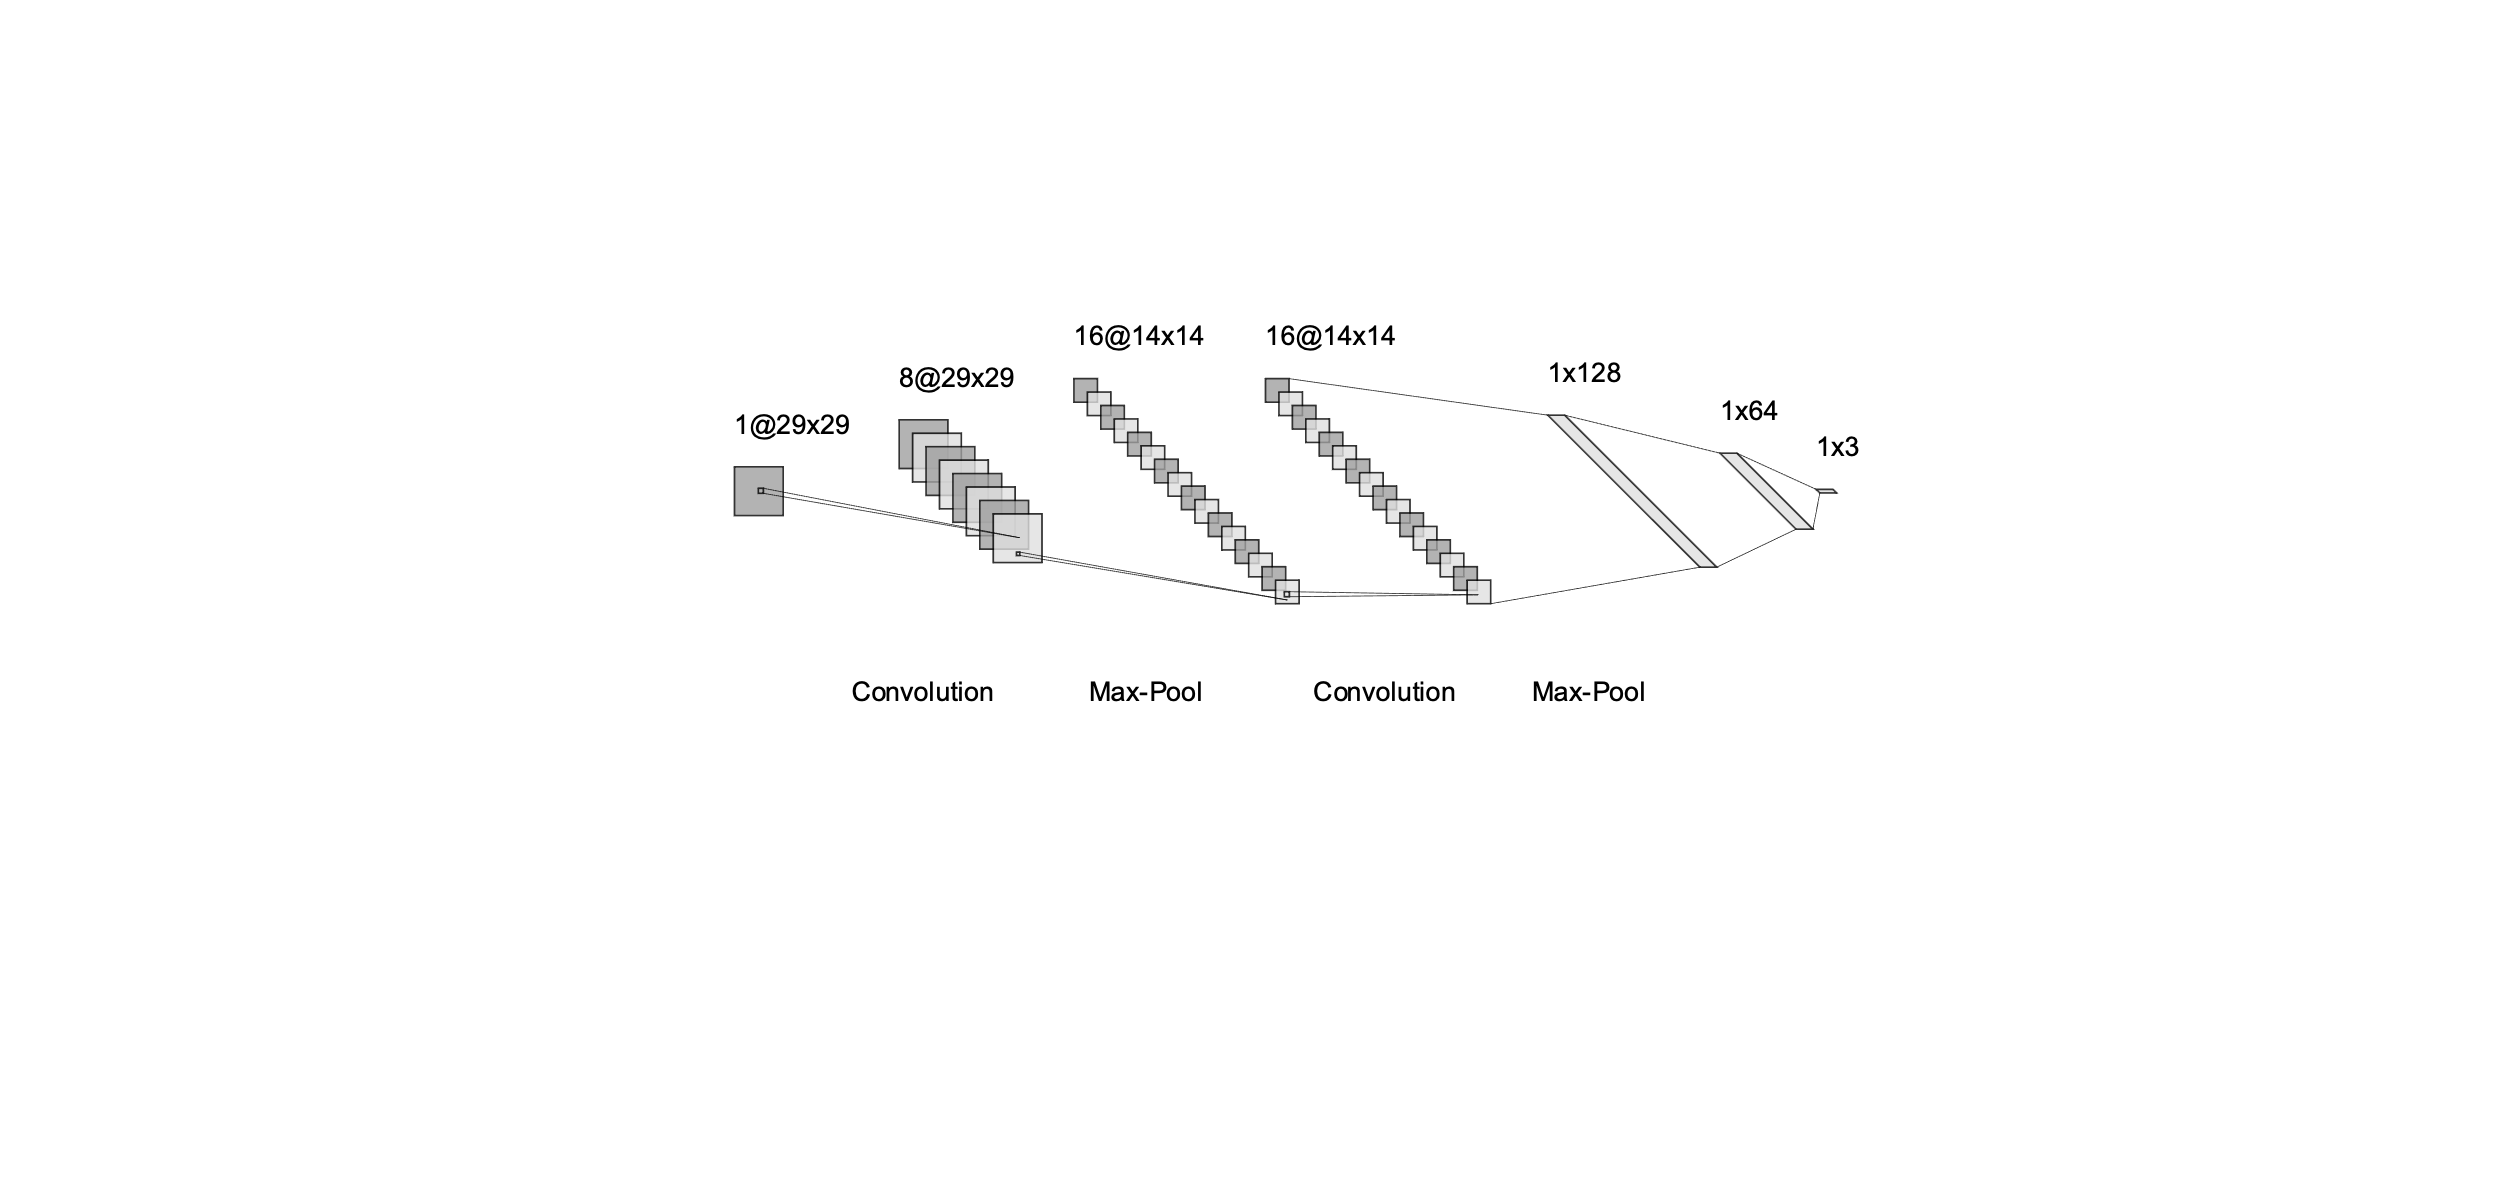 1@29x29
8@29x29
16@14x14
16@14x14
1x128
1x64
1x3
Convolution
Max-Pool
Convolution
Max-Pool